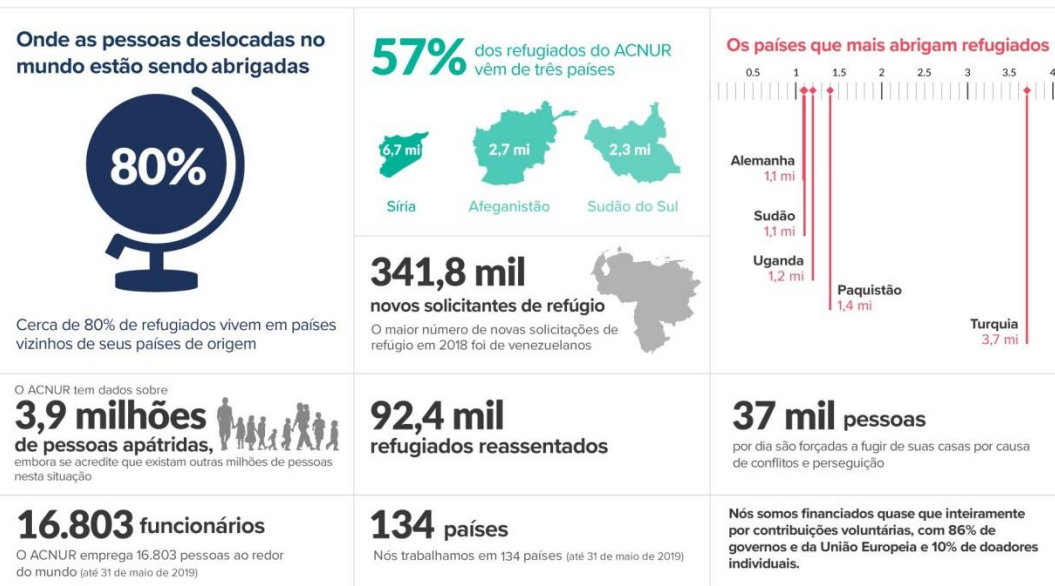 Onde as pessoas deslocadas no
mundo estão sendo abrigadas
80%
Cerca de 80% de refugiados vivem em países
vizinhos de seus países de origem
57% dos refugiados do ACNUR
vêm de três países
6,7 mi
2,7 mi
2,3 mi
Síria
Afeganistão
Sudão do Sul
341,8 mil
novos solicitantes de refúgio
O maior número de novas solicitações de
refúgio em 2018 foi de venezuelanos
Os países que mais abrigam refugiados
0.5 1 1.5 2 2.5 3 3.5 4
Alemanha
1,1 mi
Sudão
1,1 mi
Uganda
1,2 mi
Paquistão
1,4 mi
Turquia
3,7 mi
O ACNUR tem dados sobre
3,9 milhões
de pessoas apátridas,
embora se acredite que existam outras milhões de pessoas
nesta situação
92,4 mil
refugiados reassentados
37 mil pessoas
por dia são forçadas a fugir de suas casas por causa
de conflitos e perseguição
16.803 funcionários
O ACNUR emprega 16.803 pessoas ao redor
do mundo (até 31 de maio de 2019)
134 países
Nós trabalhamos em 134 países (até 31 de maio de 2019)
Nós somos financiados quase que inteiramente
por contribuições voluntárias, com 86% de
governos e da União Europeia e 10% de doadores
individuais.